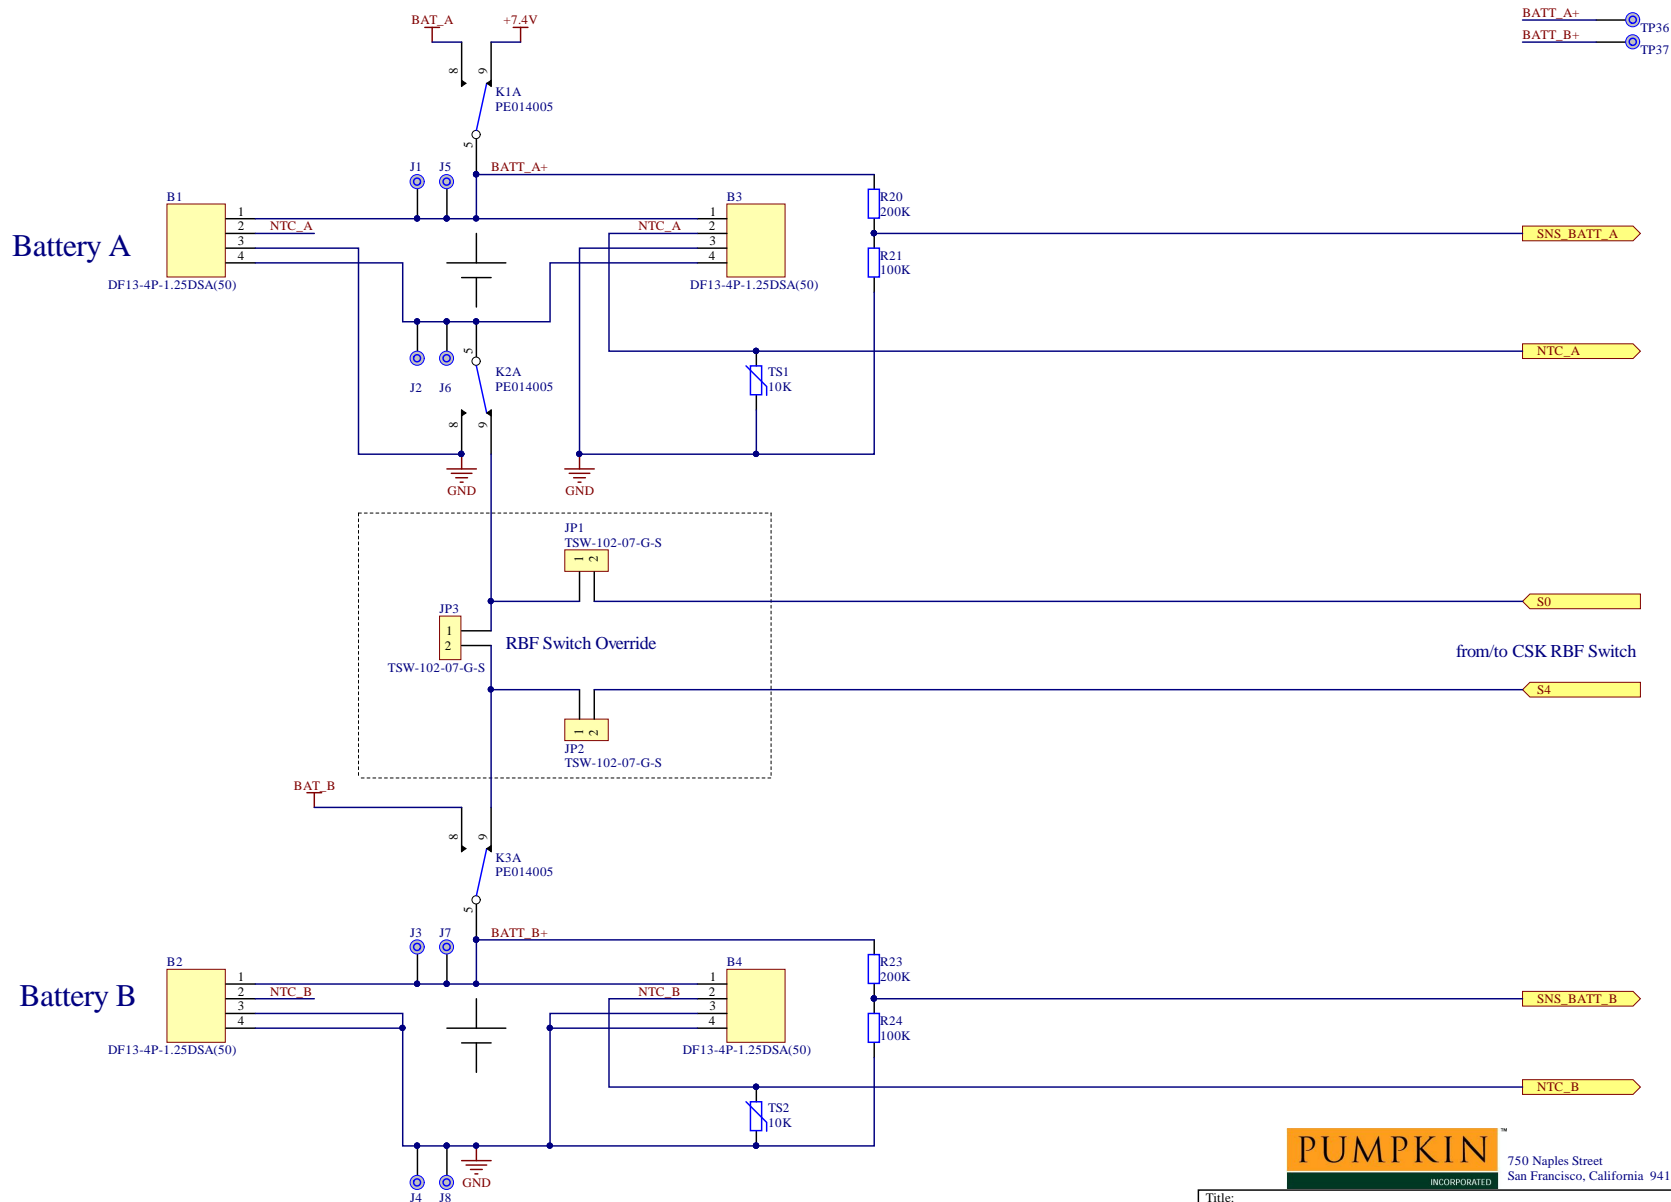 BAT_A
+7.4V
BATT_A+
TP36
BATT_B+
TP37
8
9
K1A
PE014005
5
J1
J5
BATT_A+
B1
B3
R20
200K
1
2
3
4
NTC_A
NTC_A
1
2
3
4
SNS_BATT_A
Battery A
R21
100K
DF13-4P-1.25DSA(50)
DF13-4P-1.25DSA(50)
5
NTC_A
J2
J6
K2A
PE014005
TS1
10K
8
9
GND
GND
JP1
TSW-102-07-G-S
1
2
S0
JP3
1
2
RBF Switch Override
TSW-102-07-G-S
from/to CSK RBF Switch
S4
1
2
JP2
TSW-102-07-G-S
BAT_B
8
9
K3A
PE014005
5
J3
J7
BATT_B+
B2
B4
R23
200K
1
2
3
4
NTC_B
NTC_B
1
2
3
4
SNS_BATT_B
Battery B
R24
100K
DF13-4P-1.25DSA(50)
DF13-4P-1.25DSA(50)
NTC_B
TS2
10K
GND
J4
J8
PUMPKIN
™
INCORPORATED
750 Naples Street
San Francisco, California 941
Title: